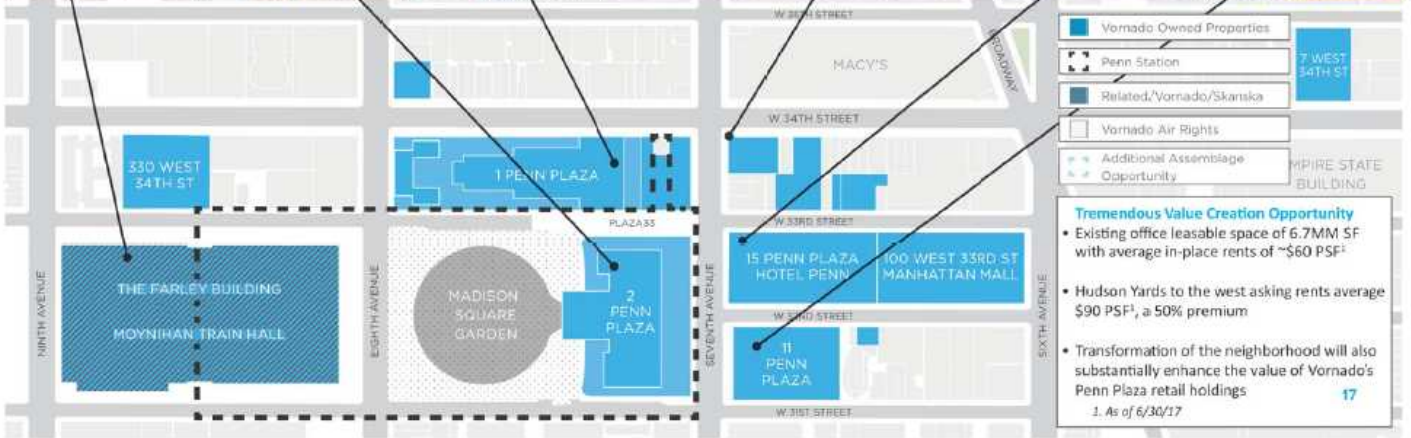 W 36TH STREET
MACY'S
BROADWAY
Vornado Owned Properties
Penn Station
Related/Vornado/Skanska
Vornado Air Rights
Additional Assemblage
Opportunity
7 WEST
34TH ST
W 34TH STREET
330 WEST
34TH ST
1 PENN PLAZA
MPIRE STATE
BUILDING
PLAZA33
W 33RD STREET
NINTH AVENUE
THE FARLEY BUILDING
MOYNIHAN TRAIN HALL
EIGHTH AVENUE
MADISON
SQUARE
GARDEN
2
PENN
PLAZA
SEVENTH AVENUE
15 PENN PLAZA
HOTEL PENN
100 WEST 33RD ST
MANHATTAN MALL
W 32ND STREET
11
PENN
PLAZA
W 31ST STREET
SIXTH AVENUE
Tremendous Value Creation Opportunity
• Existing office leasable space of 6.7MM SF
with average in-place rents of ~$60 PSF¹
• Hudson Yards to the west asking rents average
$90 PSF¹, a 50% premium
• Transformation of the neighborhood will also
substantially enhance the value of Vornado's
Penn Plaza retail holdings
17
1. As of 6/30/17